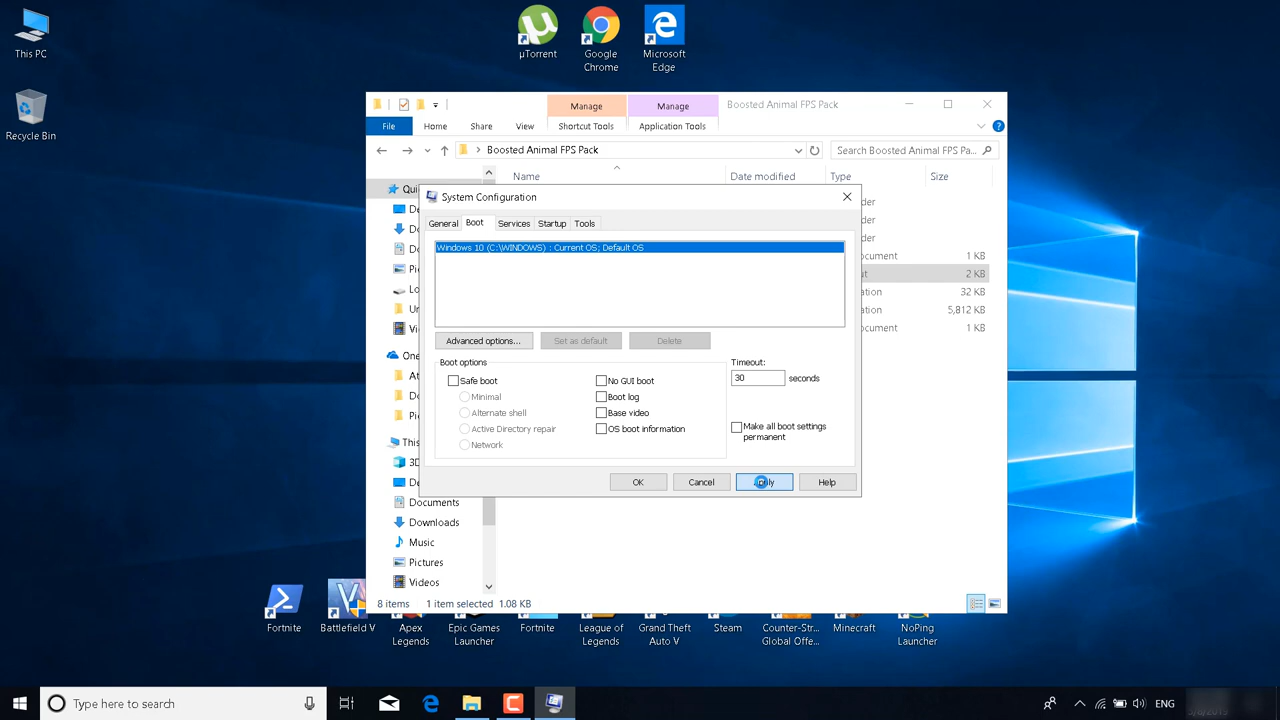 This PC
Recycle Bin
µTorrent
Google
Chrome
Microsoft
Edge
Manage
Manage
Boosted Animal FPS Pack
File
Home
Share
View
Shortcut Tools
Application Tools
Boosted Animal FPS Pack
Search Boosted Animal FPS Pa...
Name
Date modified
Type
Size
1 KB
2 KB
32 KB
5,812 KB
1 KB
System Configuration
General
Boot
Services
Startup
Tools
Windows 10 (C:\WINDOWS) : Current OS; Default OS
Advanced options...
Set as default
Delete
Boot options
Safe boot
Minimal
Alternate shell
Active Directory repair
Network
No GUI boot
Boot log
Base video
OS boot information
Timeout:
30
seconds
Make all boot settings
permanent
OK
Cancel
Help
Documents
Downloads
Music
Pictures
Videos
8 items
1 item selected
1.08 KB
Fortnite
Battlefield V
Apex
Legends
Epic Games
Launcher
Fortnite
League of
Legends
Grand Theft
Auto V
Steam
Counter-Str...
Global Offe...
Minecraft
NoPing
Launcher
Type here to search
ENG